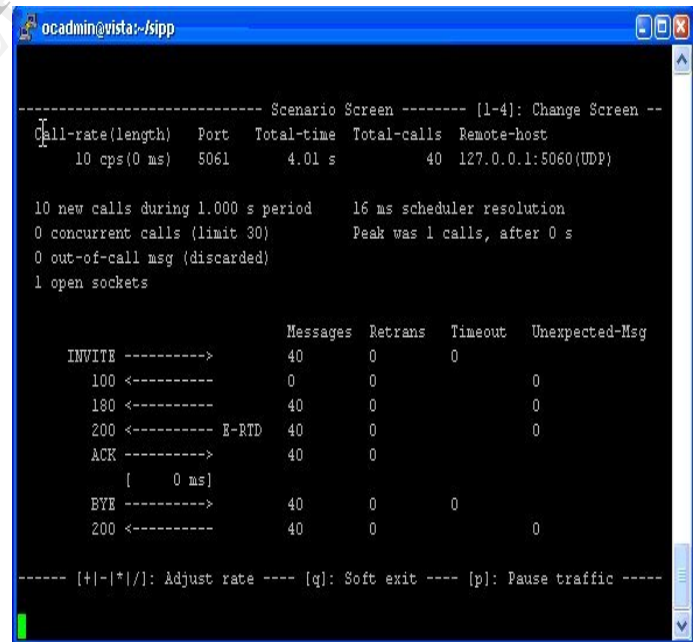 ocadmin@vista:~/sipp
------------------------------ Scenario Screen -------- [1-4]: Change Screen --
Call-rate(length) Port Total-time Total-calls Remote-host
10 cps(0 ms) 5061 4.01 s 40 127.0.0.1:5060(UDP)
10 new calls during 1.000 s period 16 ms scheduler resolution
0 concurrent calls (limit 30) Peak was 1 calls, after 0 s
0 out-of-call msg (discarded)
1 open sockets
Messages Retrans Timeout Unexpected-Msg
INVITE ----------> 40 0 0
100 <---------- 0 0 0
180 <---------- 40 0 0
200 <---------- E-RTD 40 0 0
ACK ----------> 40 0
[ 0 ms]
BYE ----------> 40 0 0
200 <---------- 40 0 0
------ [+|-|*|/]: Adjust rate ---- [q]: Soft exit ---- [p]: Pause traffic -----